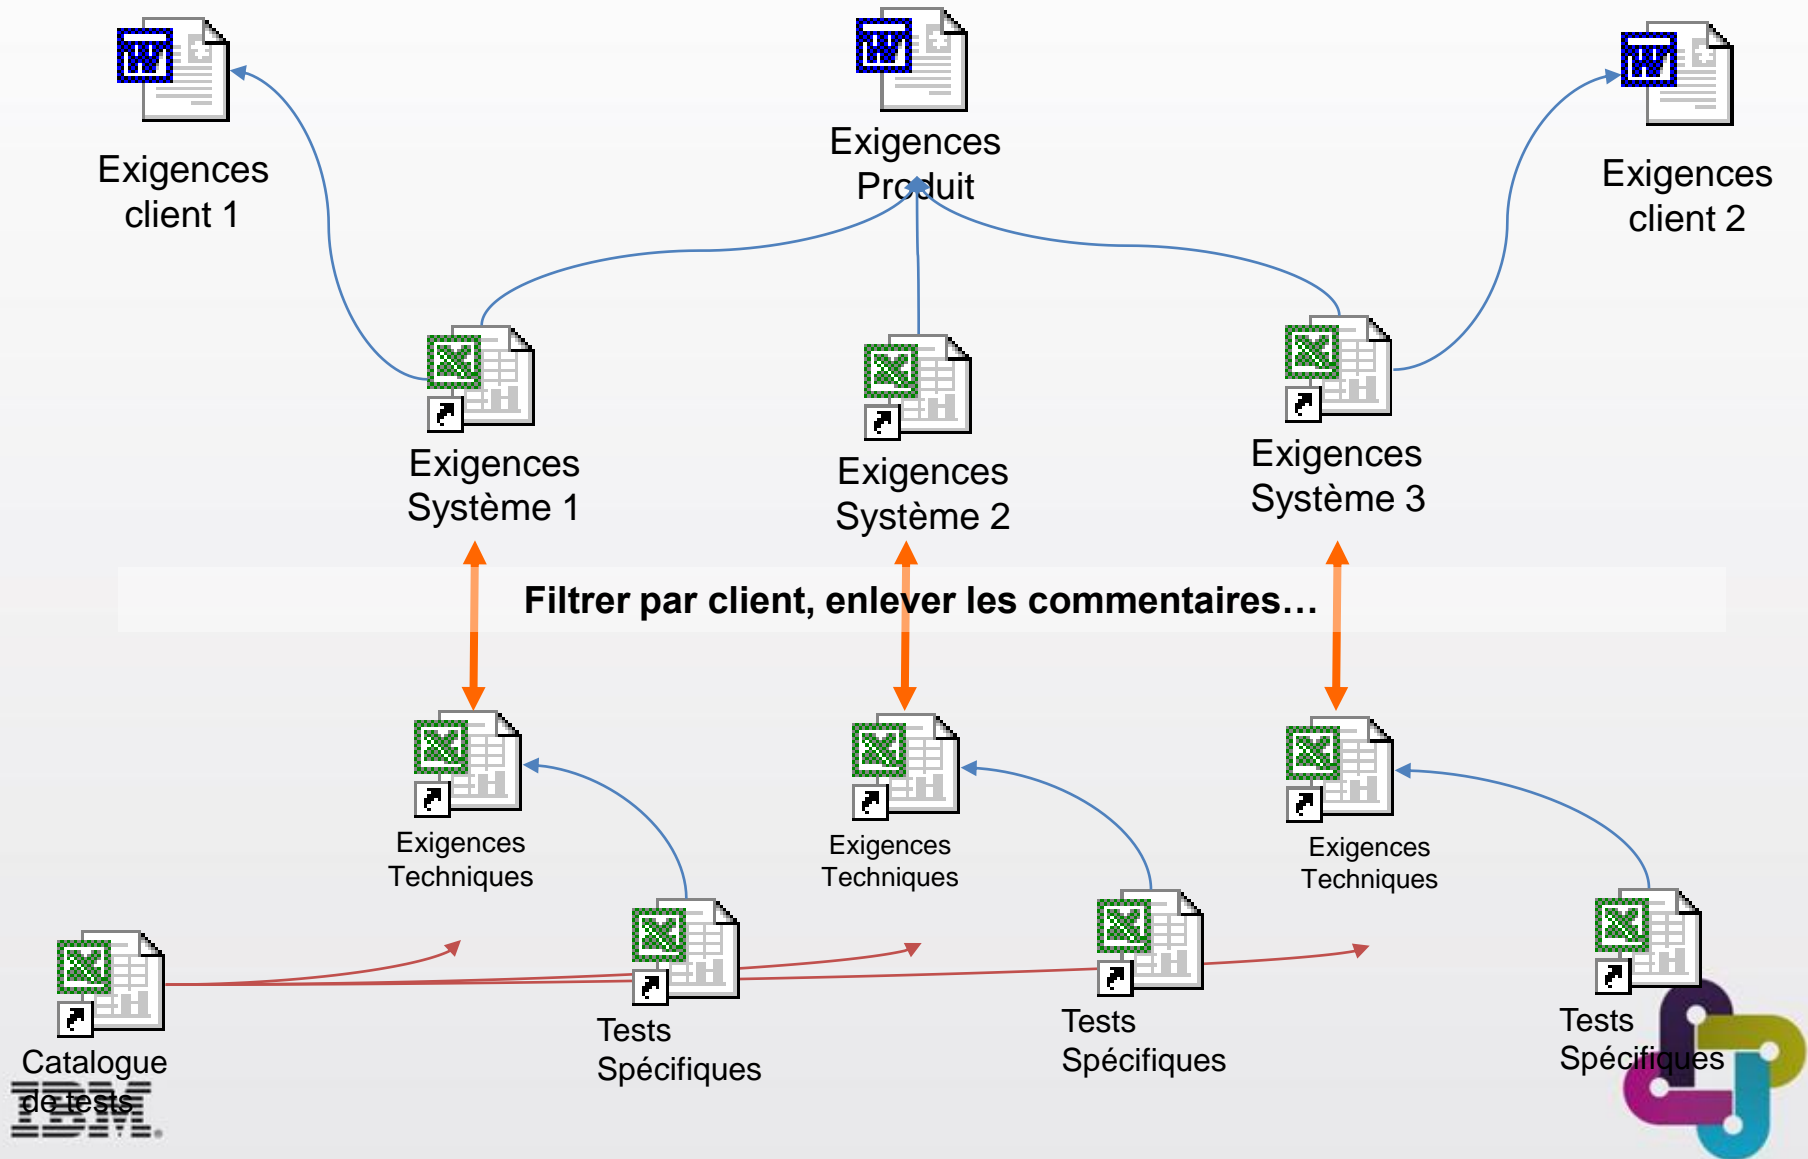 Exigences
client 1
Exigences
Produit
Exigences
client 2
Exigences
Système 1
Exigences
Système 2
Exigences
Système 3
Filtrer par client, enlever les commentaires…
Exigences
Techniques
Exigences
Techniques
Exigences
Techniques
Catalogue
de tests
Tests
Spécifiques
Tests
Spécifiques
Tests
Spécifiques
IBM.